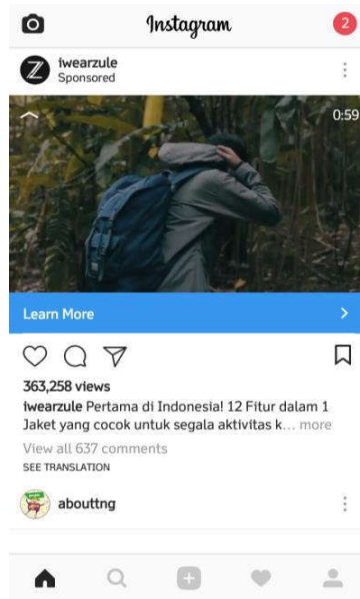 Instagram
2
iwearzule
Sponsored
0:59
Learn More
363,258 views
iwearzule Pertama di Indonesia! 12 Fitur dalam 1
Jaket yang cocok untuk segala aktivitas k... more
View all 637 comments
SEE TRANSLATION
abouttng